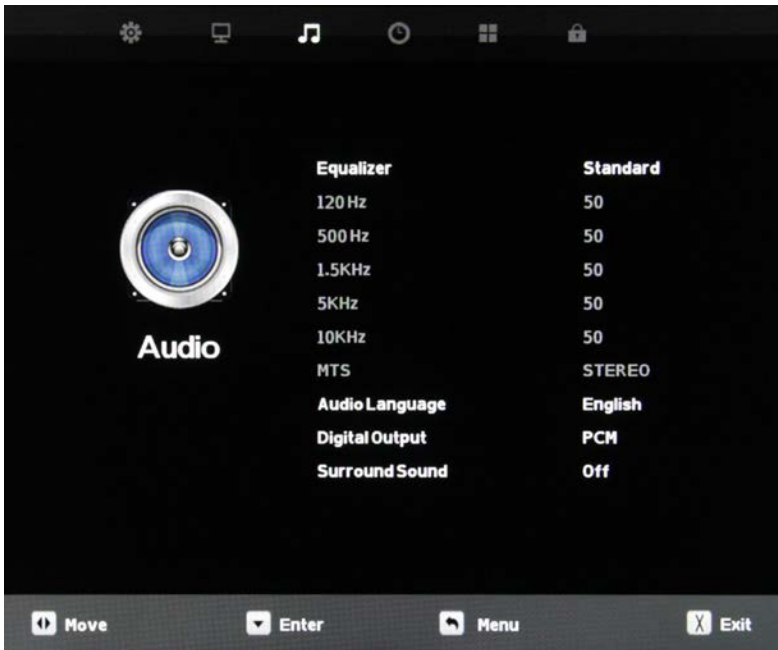 Equalizer Standard
120 Hz 50
500 Hz 50
1.5KHz 50
5KHz 50
10KHz 50
Audio
MTS STEREO
Audio Language English
Digital Output PCM
Surround Sound Off
Move Enter Menu X Exit